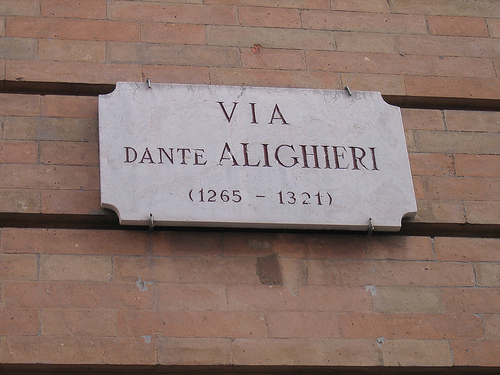 VIA
DANTE ALIGHIERI
(1265 - 1321)